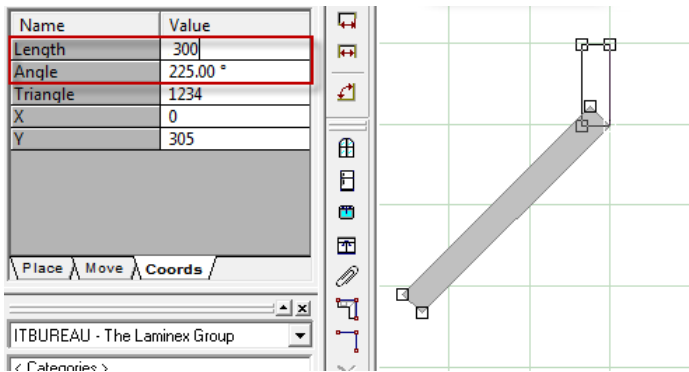 Name Value
Length 300
Angle 225.00 °
Triangle 1234
X 0
Y 305
Place Move Coords
ITBUREAU - The Laminex Group
< Categories >